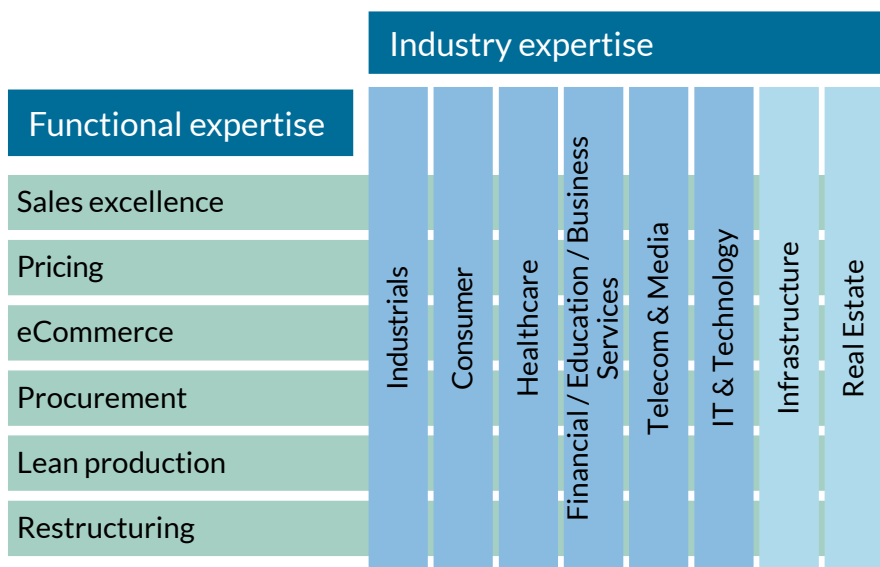 Industry expertise
Functional expertise
Sales excellence
Pricing
eCommerce
Procurement
Lean production
Restructuring
Industrials
Consumer
Healthcare
Financial / Education / Business
Services
Telecom & Media
IT & Technology
Infrastructure
Real Estate